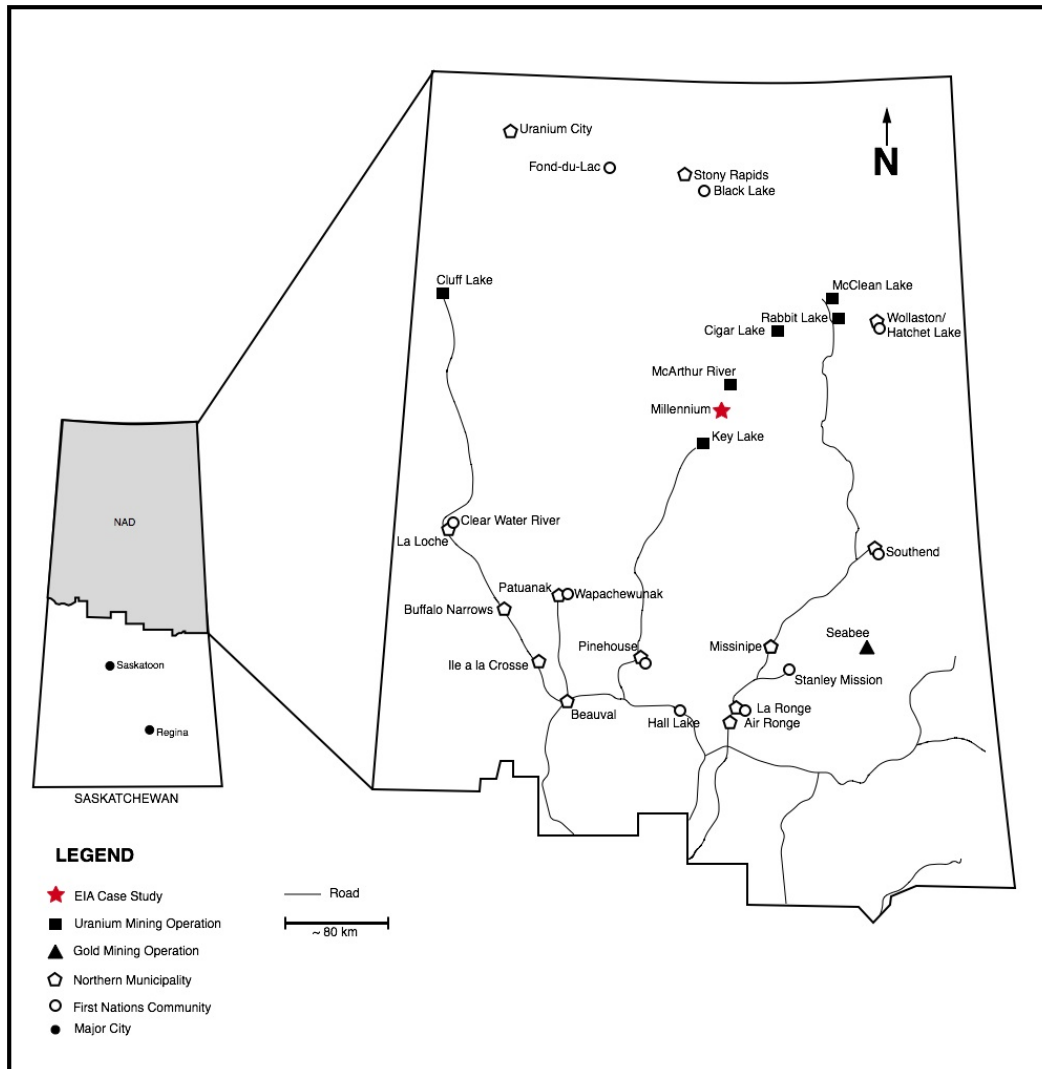 Uranium City
Fond-du-Lac
Stony Rapids
Black Lake
N
Cluff Lake
McClean Lake
Rabbit Lake
Wollaston/
Hatchet Lake
Cigar Lake
McArthur River
Millennium
Key Lake
Clear Water River
La Loche
Southend
Patuanak
Wapachewunak
Buffalo Narrows
Pinehouse
Missinipe
Seabee
Ile a la Crosse
Stanley Mission
Beauval
Hall Lake
La Ronge
Air Ronge
NAD
Saskatoon
Regina
SASKATCHEWAN
LEGEND
EIA Case Study
Uranium Mining Operation
Gold Mining Operation
Northern Municipality
First Nations Community
Major City
Road
~ 80 km